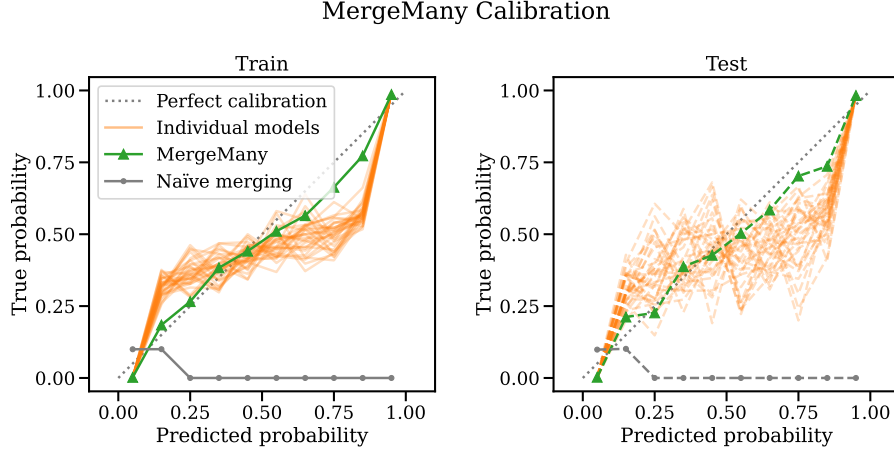 MergeMany Calibration
Train
Perfect calibration
Individual models
MergeMany
Naïve merging
1.00
0.75
0.50
0.25
0.00
True probability
0.00 0.25 0.50 0.75 1.00
Predicted probability
Test
1.00
0.75
0.50
0.25
0.00
True probability
0.00 0.25 0.50 0.75 1.00
Predicted probability